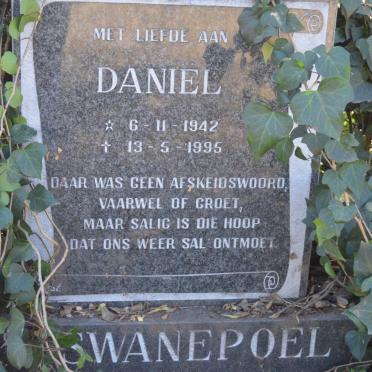 MET LIEFDE AAN
DANIËL
☆ 6-11-1942
✝ 13-5-1995
DAAR WAS GEEN AFSKEIDSWOORD,
VAARWEL OF GROET,
MAAR SALIG IS DIE HOOP
DAT ONS WEER SAL ONTMOET.
SWANEPOEL